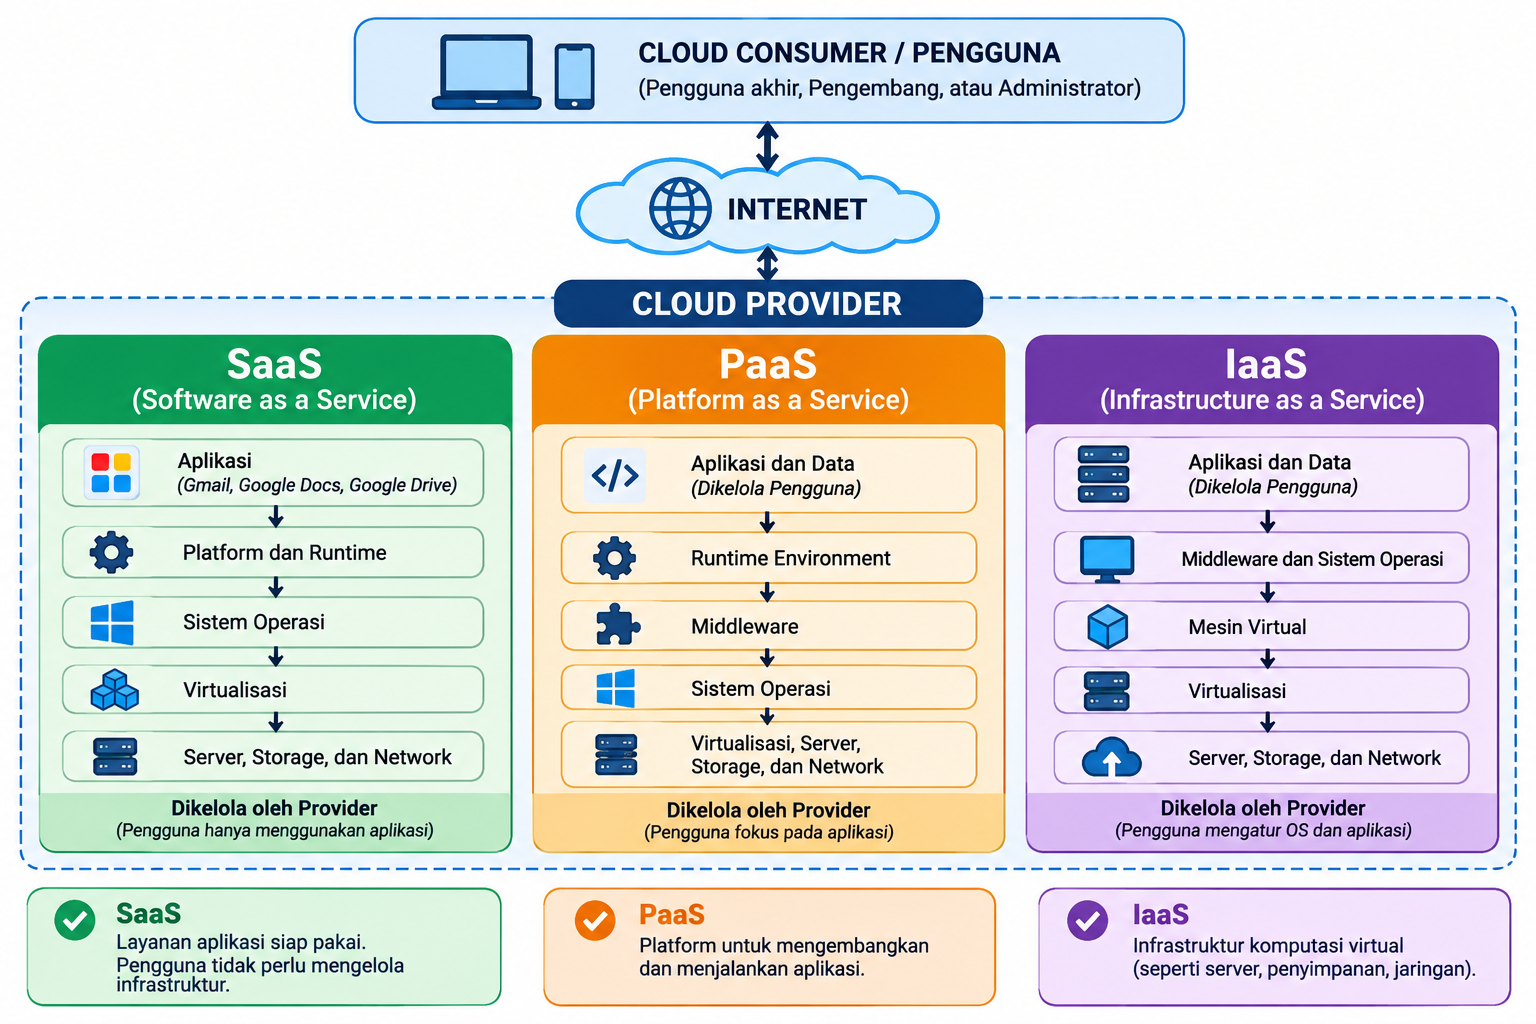 CLOUD CONSUMER / PENGGUNA
(Pengguna akhir, Pengembang, atau Administrator)
INTERNET
CLOUD PROVIDER
SaaS
(Software as a Service)
Aplikasi
(Gmail, Google Docs, Google Drive)
Platform dan Runtime
Sistem Operasi
Virtualisasi
Server, Storage, dan Network
Dikelola oleh Provider
(Pengguna hanya menggunakan aplikasi)
PaaS
(Platform as a Service)
</>
Aplikasi dan Data
(Dikelola Pengguna)
Runtime Environment
Middleware
Sistem Operasi
Virtualisasi, Server,
Storage, dan Network
Dikelola oleh Provider
(Pengguna fokus pada aplikasi)
IaaS
(Infrastructure as a Service)
Aplikasi dan Data
(Dikelola Pengguna)
Middleware dan Sistem Operasi
Mesin Virtual
Virtualisasi
Server, Storage, dan Network
Dikelola oleh Provider
(Pengguna mengatur OS dan aplikasi)
SaaS
Layanan aplikasi siap pakai.
Pengguna tidak perlu mengelola
infrastruktur.
PaaS
Platform untuk mengembangkan
dan menjalankan aplikasi.
IaaS
Infrastruktur komputasi virtual
(seperti server, penyimpanan, jaringan).